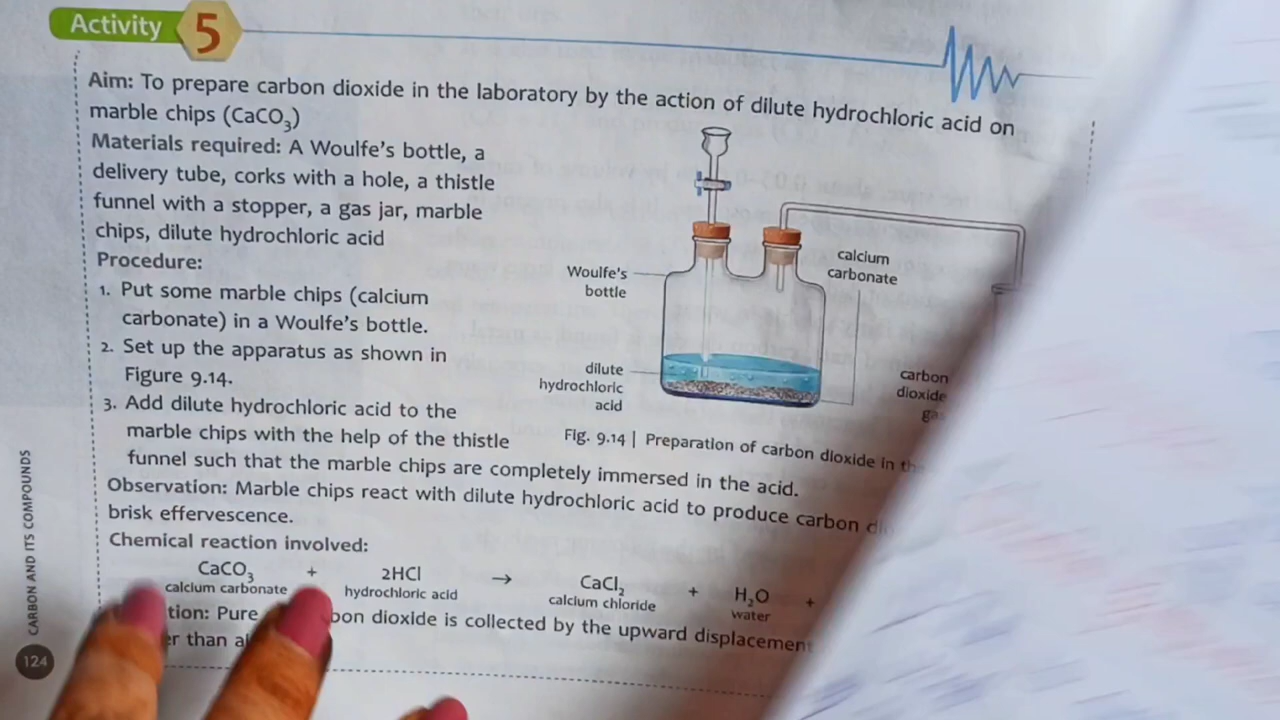 Activity 5
Aim: To prepare carbon dioxide in the laboratory by the action of dilute hydrochloric acid on
marble chips (CaCO₃)
Materials required: A Woulfe's bottle, a
delivery tube, corks with a hole, a thistle
funnel with a stopper, a gas jar, marble
chips, dilute hydrochloric acid
Procedure:
1. Put some marble chips (calcium
carbonate) in a Woulfe's bottle.
2. Set up the apparatus as shown in
Figure 9.14.
3. Add dilute hydrochloric acid to the
marble chips with the help of the thistle
funnel such that the marble chips are completely immersed in the acid.
Woulfe's
bottle
calcium
carbonate
dilute
hydrochloric
acid
carbon
dioxide
Fig. 9.14 | Preparation of carbon dioxide in
Observation: Marble chips react with dilute hydrochloric acid to produce carbon
brisk effervescence.
Chemical reaction involved:
CaCO₃ + 2HCl → CaCl₂ + H₂O +
calcium carbonate hydrochloric acid calcium chloride water
Pure dioxide is collected by the upward displacement
than
CARBON AND ITS COMPOUNDS
124